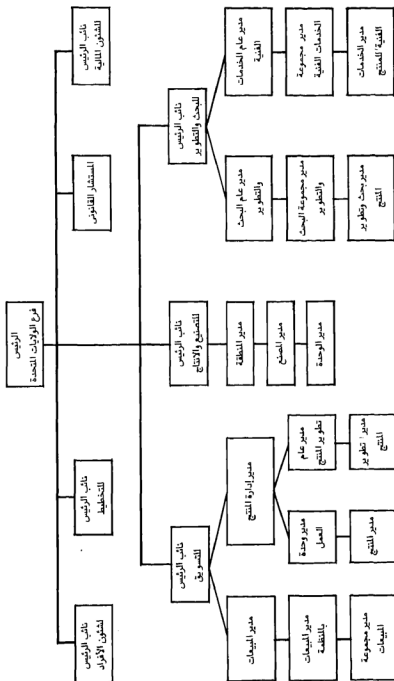 الرئيس
فرع الولايات المتحدة
نائب الرئيس
للشئون المالية
المستشار القانونى
نائب الرئيس
للتخطيط
نائب الرئيس
لشئون الأفراد
نائب الرئيس
للبحث والتطوير
نائب الرئيس
للتصنيع والانتاج
نائب الرئيس
للتسويق
مدير عام الخدمات
الفنية
مدير عام البحث
والتطوير
مدير المنطقة
مدير إدارة المنتج
مدير المبيعات
مدير مجموعة
الخدمات الفنية
مدير مجموعة البحث
والتطوير
مدير المصنع
مدير عام
تطوير المنتج
مدير وحدة
العمل
مدير المبيعات
بالمنطقة
مدير الخدمات
الفنية للمنتج
مدير بحث وتطوير
المنتج
مدير الوحدة
مدير تطوير
المنتج
مدير المنتج
مدير مجموعة
المبيعات